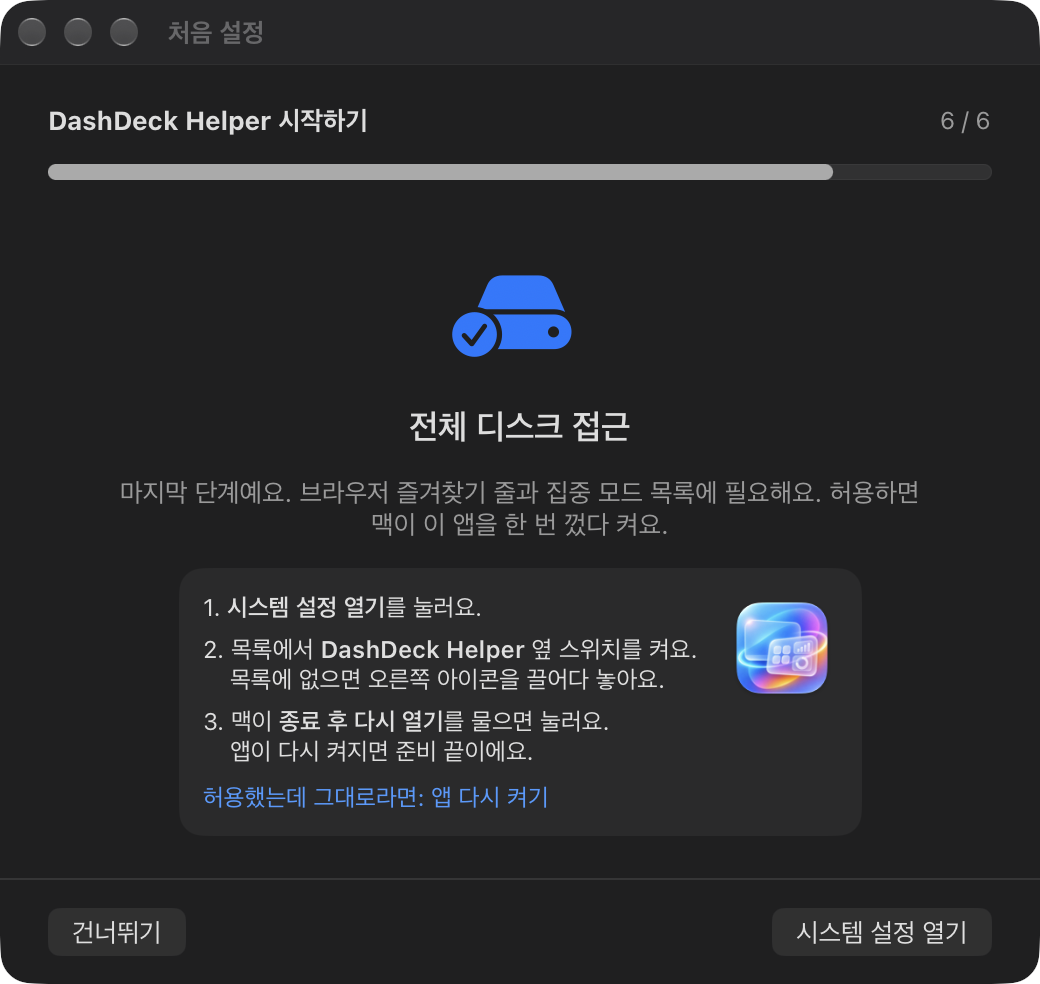 처음 설정
DashDeck Helper 시작하기
6 / 6
전체 디스크 접근
마지막 단계예요. 브라우저 즐겨찾기 줄과 집중 모드 목록에 필요해요. 허용하면
맥이 이 앱을 한 번 껐다 켜요.
1. 시스템 설정 열기를 눌러요.
2. 목록에서 DashDeck Helper 옆 스위치를 켜요.
목록에 없으면 오른쪽 아이콘을 끌어다 놓아요.
3. 맥이 종료 후 다시 열기를 물으면 눌러요.
앱이 다시 켜지면 준비 끝이에요.
허용했는데 그대로라면: 앱 다시 켜기
건너뛰기
시스템 설정 열기